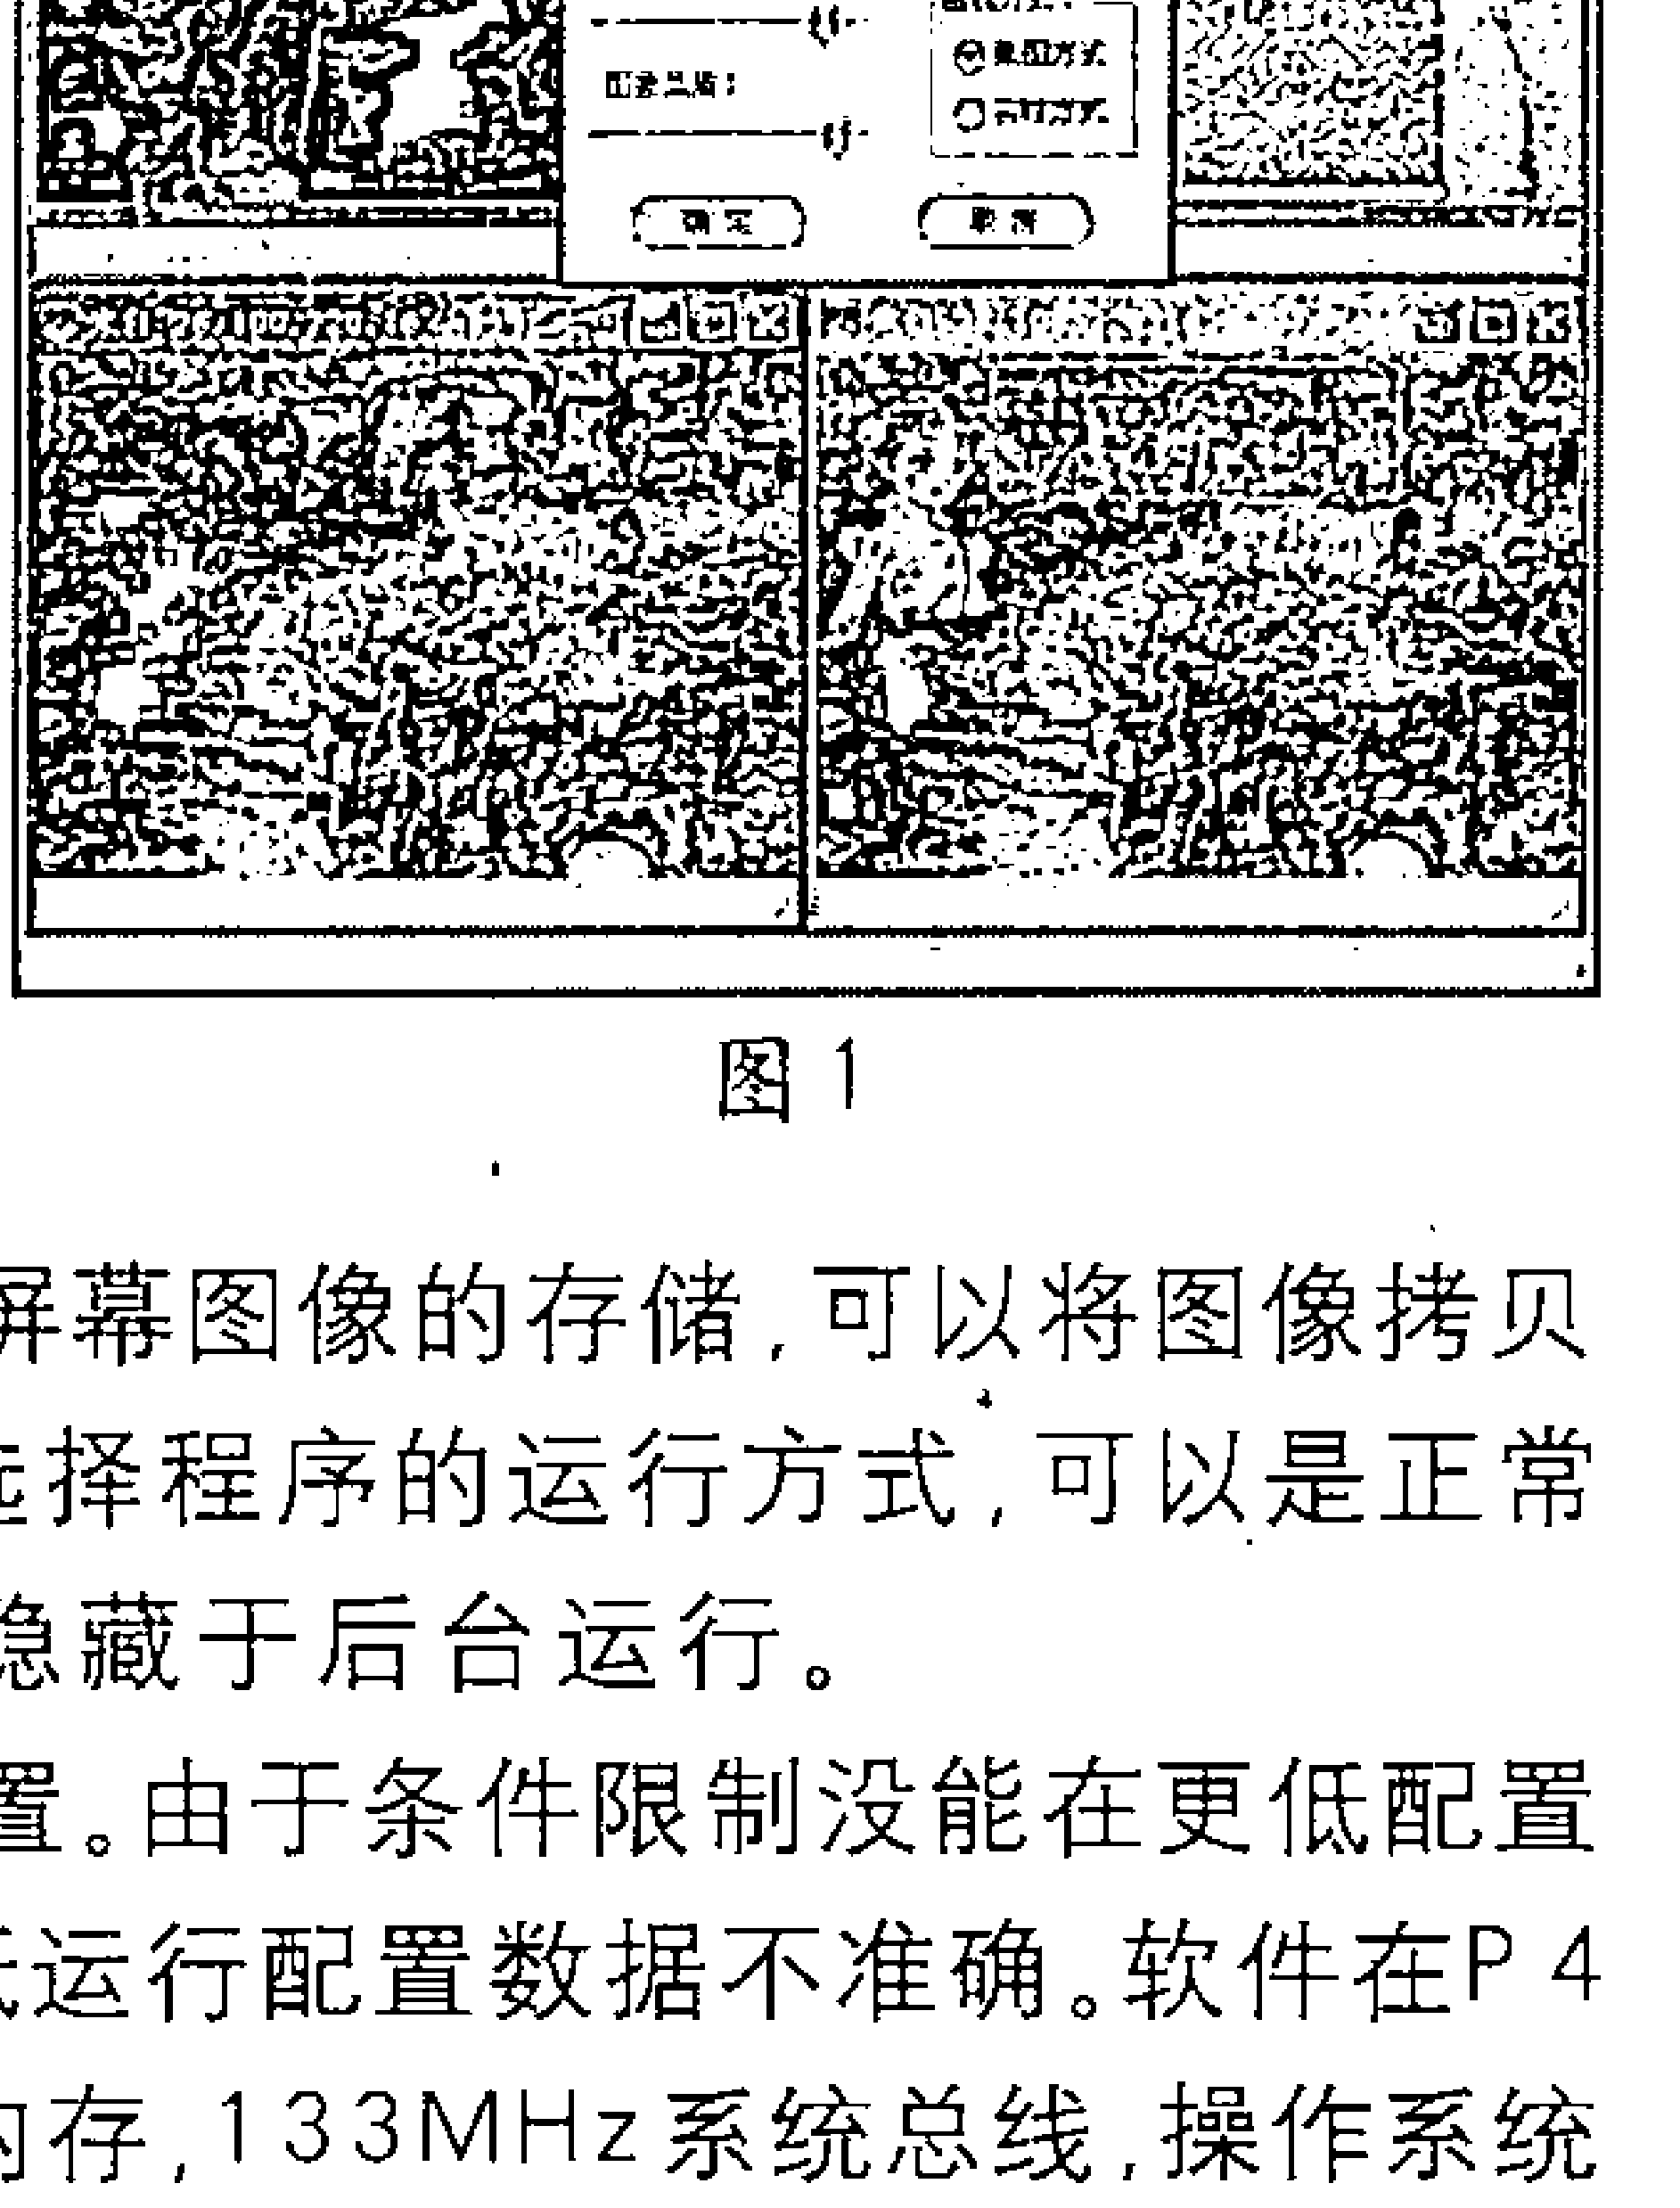 确定
取消
图1
屏幕图像的存储,可以将图像拷贝
选择程序的运行方式,可以是正常
隐藏于后台运行。
置。由于条件限制没能在更低配置
运行配置数据不准确。软件在P4
内存,133MHz系统总线,操作系统